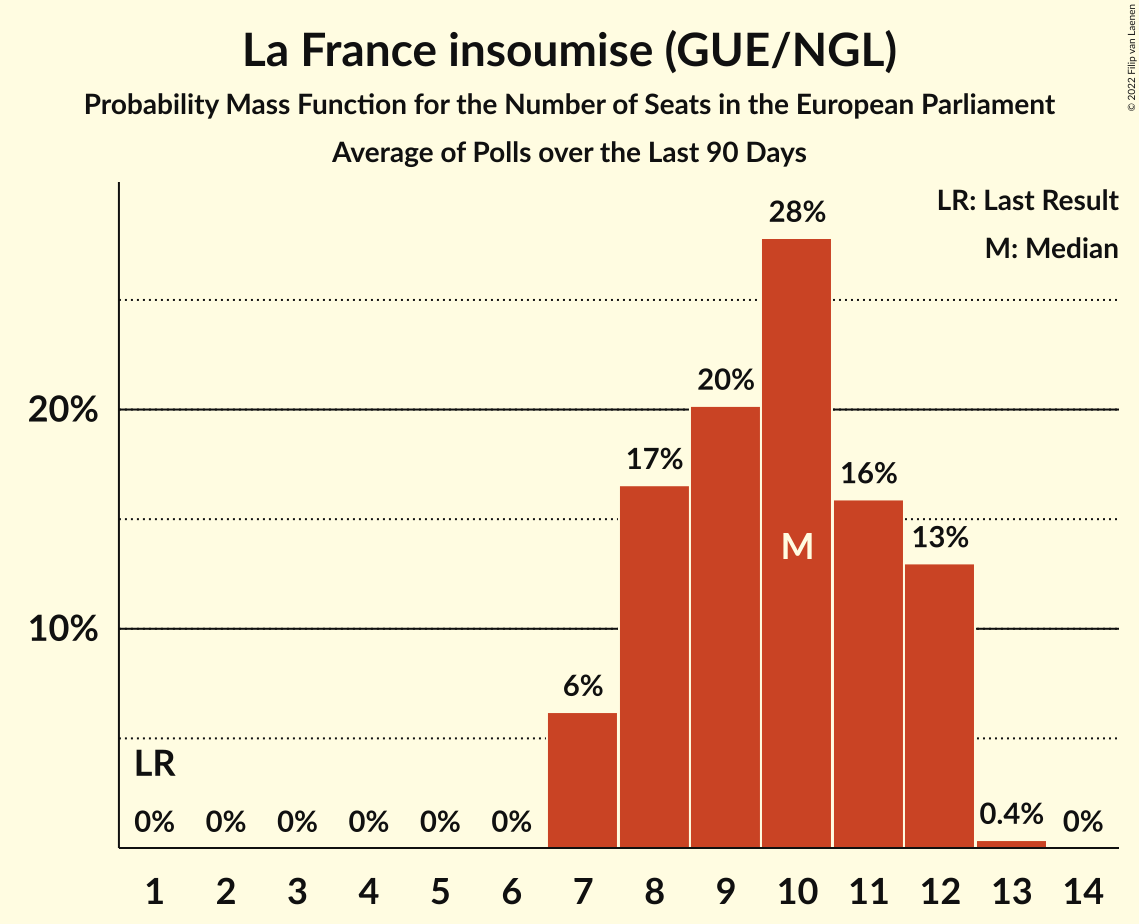 La France insoumise (GUE/NGL)
Probability Mass Function for the Number of Seats in the European Parliament
Average of Polls over the Last 90 Days
© 2022 Filip van Laenen
LR: Last Result
M: Median
28%
20%
20%
17%
16%
M
13%
10%
6%
LR
0% 0% 0% 0% 0% 0% 0.4% 0%
1 2 3 4 5 6 7 8 9 10 11 12 13 14